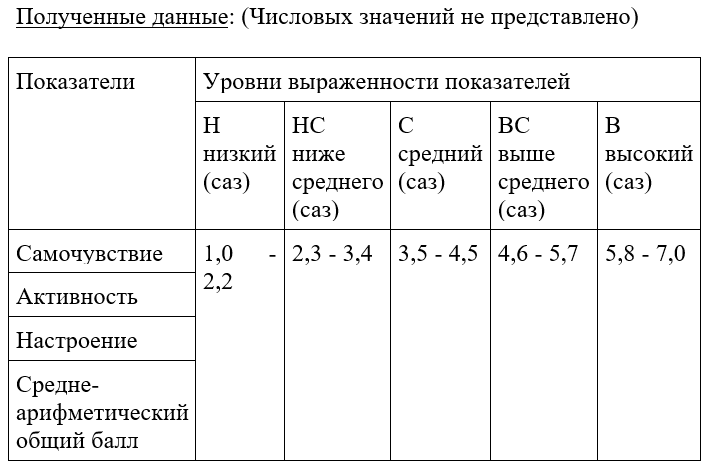 Полученные данные: (Числовых значений не представлено)
Показатели
Уровни выраженности показателей
Н
низкий
(саз)
НС
ниже
среднего
(саз)
С
средний
(саз)
ВС
выше
среднего
(саз)
В
высокий
(саз)
Самочувствие
1,0 -
2,2
2,3 - 3,4
3,5 - 4,5
4,6 - 5,7
5,8 - 7,0
Активность
Настроение
Средне-
арифметический
общий балл